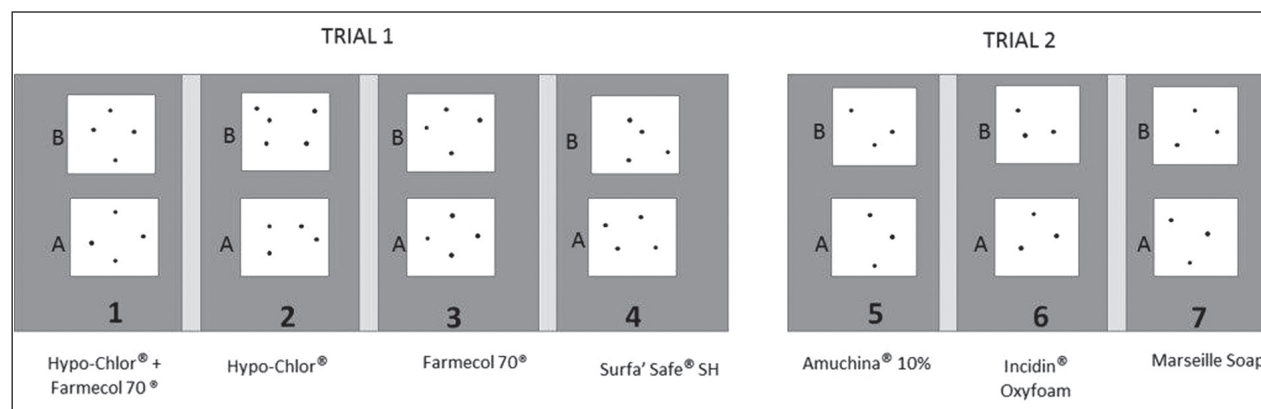 TRIAL 1
TRIAL 2
B
B
B
B
B
B
B
A
A
A
A
A
A
A
1
2
3
4
5
6
7
Hypo-Chlor® +
Farmecol 70 ®
Hypo-Chlor®
Farmecol 70®
Surfa' Safe® SH
Amuchina® 10%
Incidin®
Oxyfoam
Marseille Soap